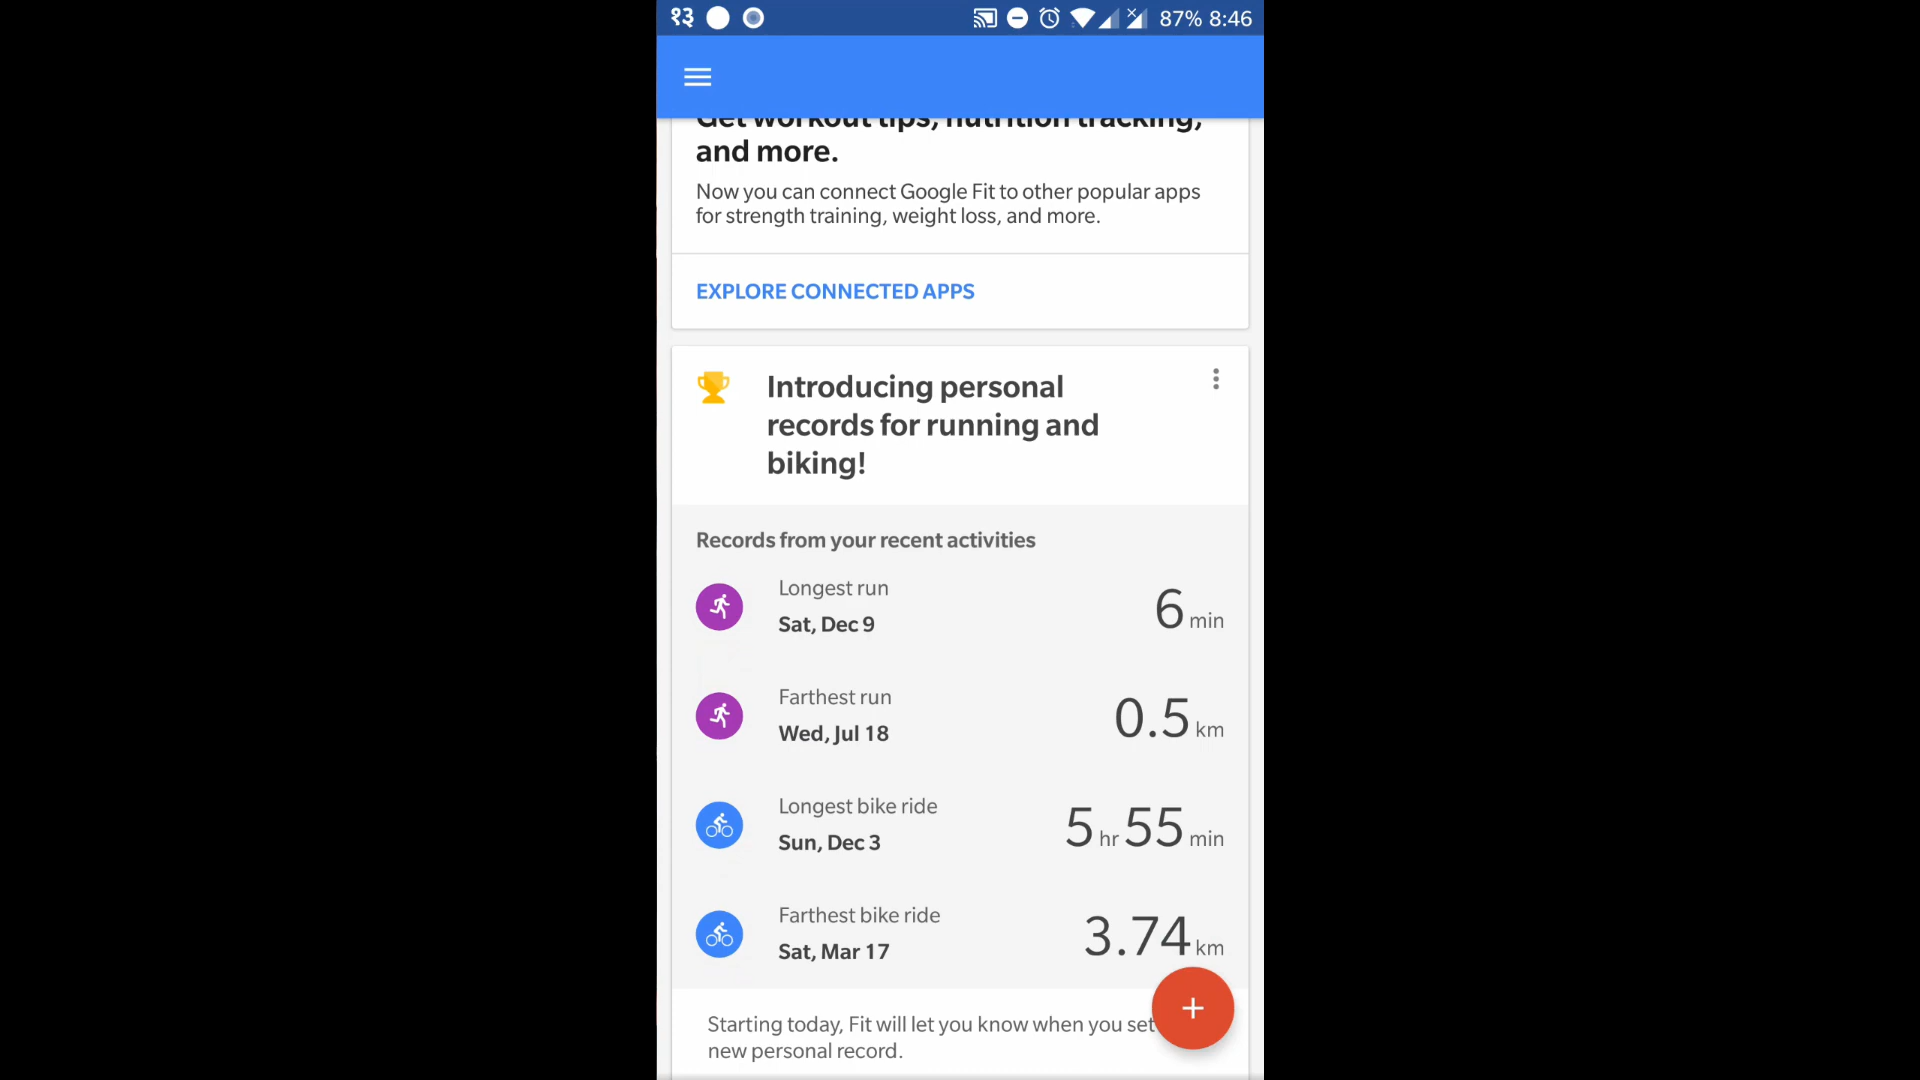 १३ 87% 8:46
Get workout tips, nutrition tracking,
and more.
Now you can connect Google Fit to other popular apps
for strength training, weight loss, and more.
EXPLORE CONNECTED APPS
Introducing personal
records for running and
biking!
Records from your recent activities
Longest run
Sat, Dec 9
6 min
Farthest run
Wed, Jul 18
0.5 km
Longest bike ride
Sun, Dec 3
5 hr 55 min
Farthest bike ride
Sat, Mar 17
3.74 km
Starting today, Fit will let you know when you set
new personal record.